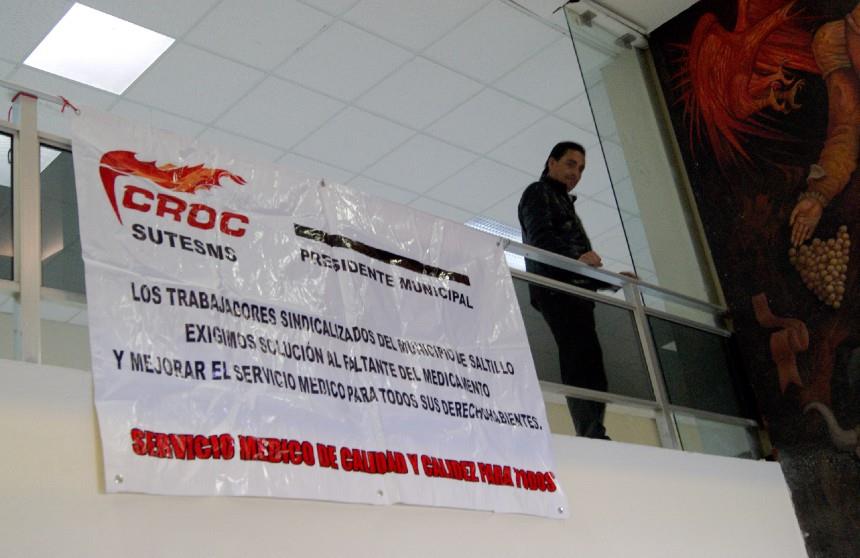 CROC
SUTESMS
PRESIDENTE MUNICIPAL
LOS TRABAJADORES SINDICALIZADOS DEL MUNICIPIO DE SALTILLO
EXIGIMOS SOLUCIÓN AL FALTANTE DEL MEDICAMENTO
Y MEJORAR EL SERVICIO MEDICO PARA TODOS SUS DERECHOHABIENTES.
SERVICIO MEDICO DE CALIDAD Y CALIDEZ PARA TODOS